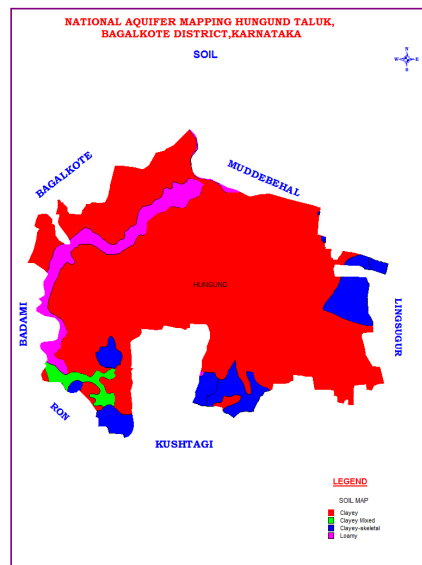 NATIONAL AQUIFER MAPPING HUNGUND TALUK,
BAGALKOTE DISTRICT,KARNATAKA
SOIL
N
W E
S
BAGALKOTE
MUDDEBEHAL
HUNGUND
BADAMI
LINGSUGUR
RON
KUSHTAGI
LEGEND
SOIL MAP
Clayey
Clayey Mixed
Clayey-skeletal
Loamy